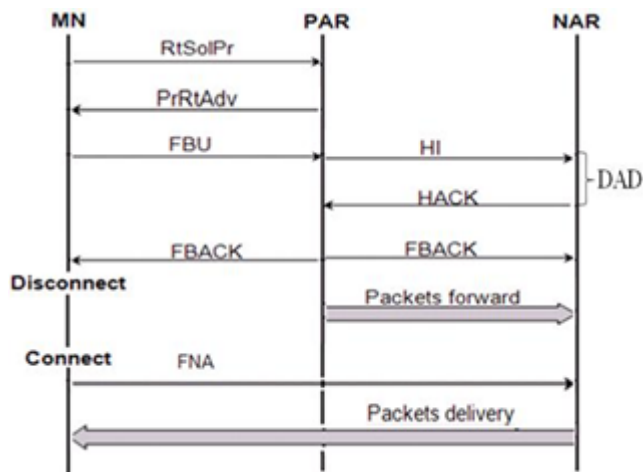 MN PAR NAR
RtSolPr
PrRtAdv
FBU HI
DAD
HACK
FBACK FBACK
Disconnect
Packets forward
Connect FNA
Packets delivery